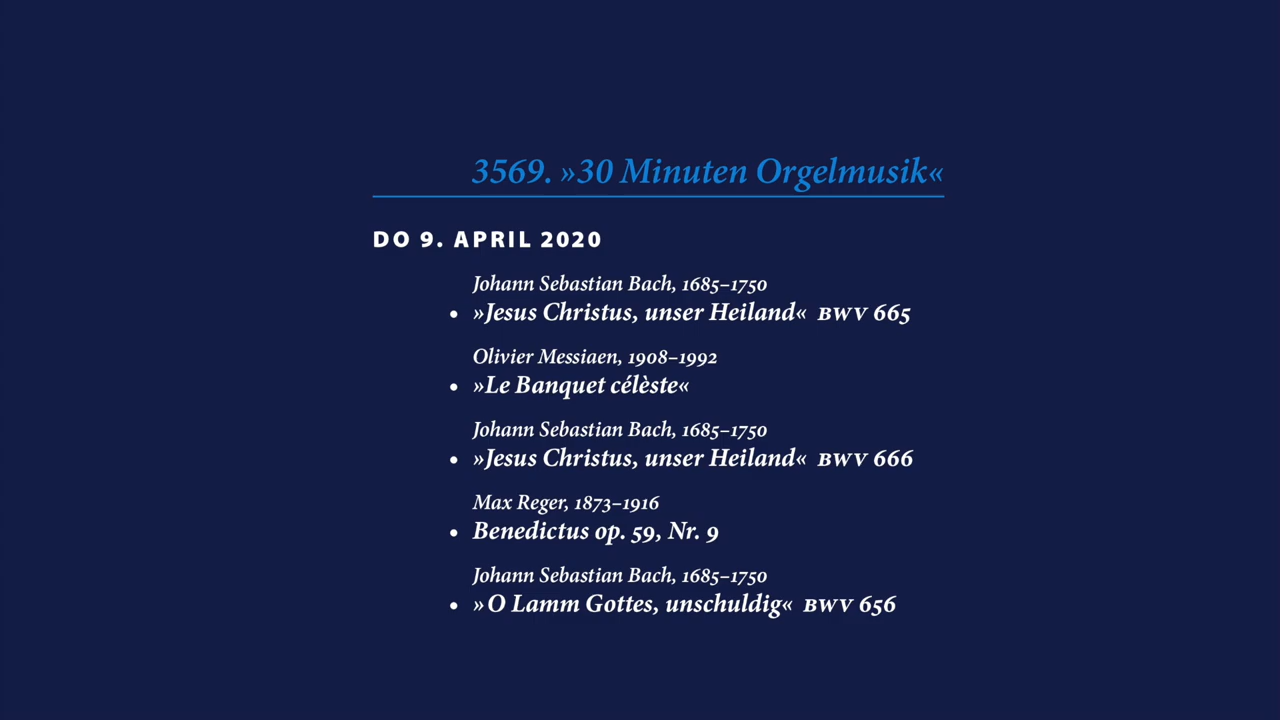 3569. »30 Minuten Orgelmusik«
DO 9. APRIL 2020
Johann Sebastian Bach, 1685–1750
• »Jesus Christus, unser Heiland« BWV 665
Olivier Messiaen, 1908–1992
• »Le Banquet célèste«
Johann Sebastian Bach, 1685–1750
• »Jesus Christus, unser Heiland« BWV 666
Max Reger, 1873–1916
• Benedictus op. 59, Nr. 9
Johann Sebastian Bach, 1685–1750
• »O Lamm Gottes, unschuldig« BWV 656